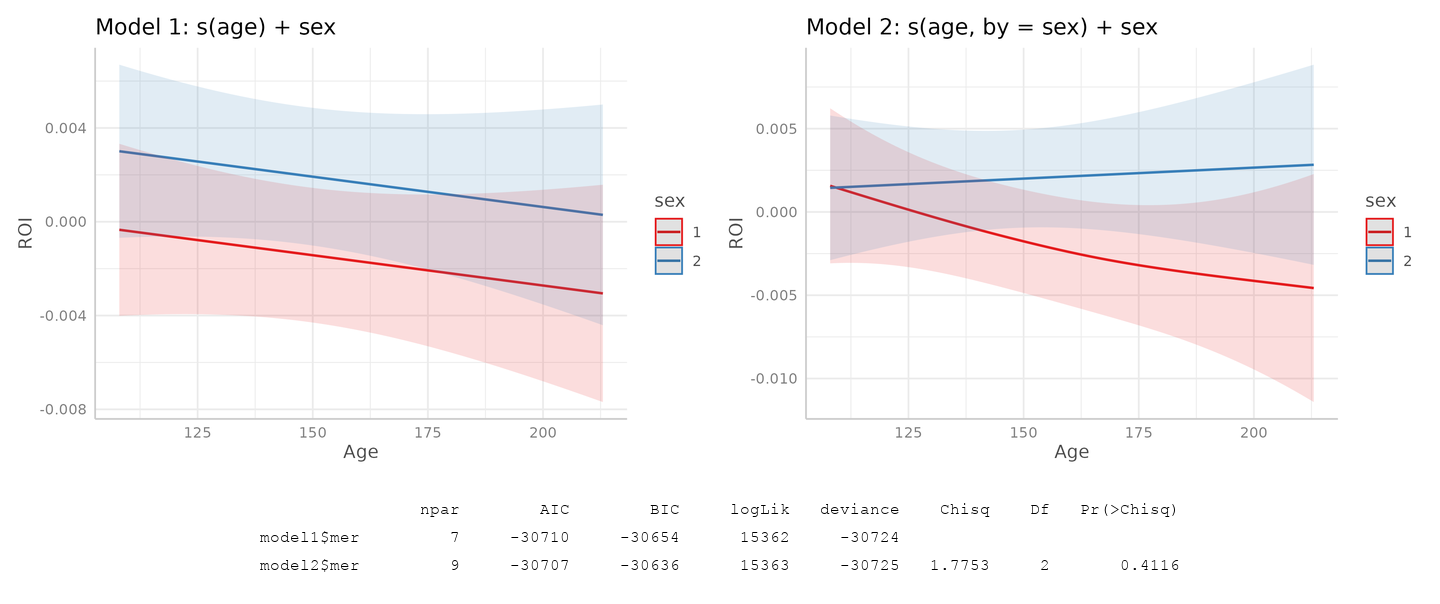 Model 1: s(age) + sex
0.004
0.000
-0.004
-0.008
ROI
125 150 175 200
Age
sex
1
2
Model 2: s(age, by = sex) + sex
0.005
0.000
-0.005
-0.010
ROI
125 150 175 200
Age
sex
1
2
npar AIC BIC logLik deviance Chisq Df Pr(>Chisq)
model1$mer 7 -30710 -30654 15362 -30724
model2$mer 9 -30707 -30636 15363 -30725 1.7753 2 0.4116